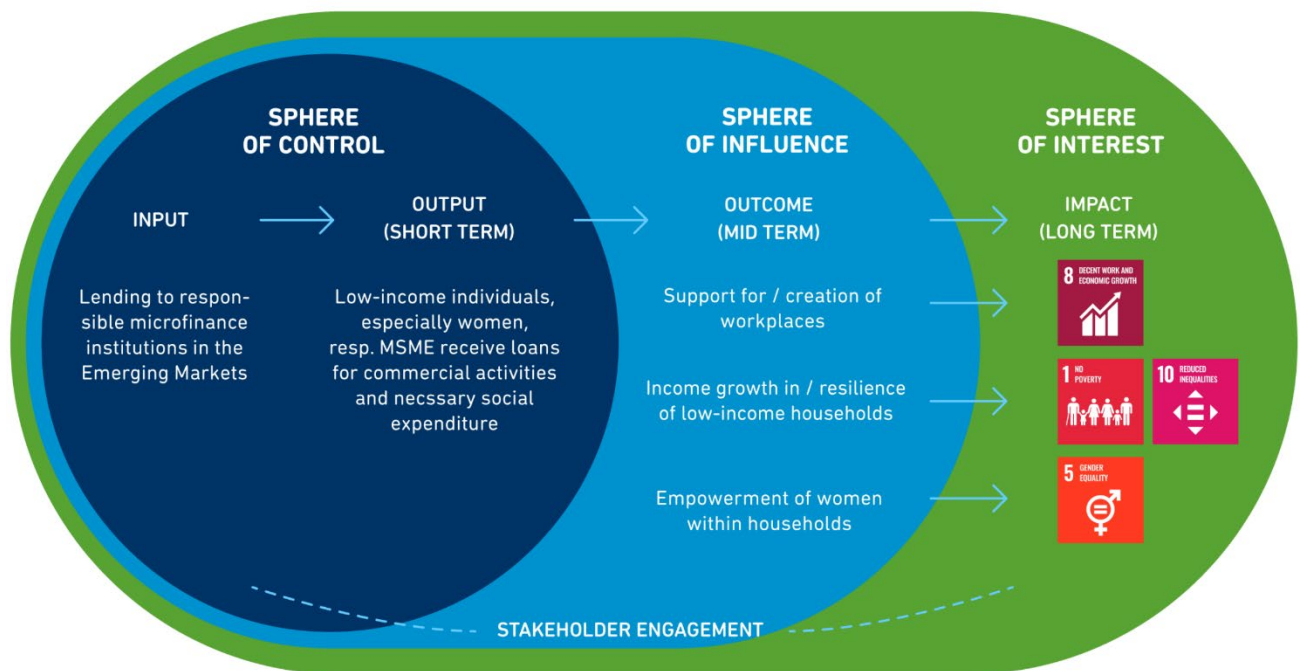 SPHERE
OF CONTROL
SPHERE
OF INFLUENCE
SPHERE
OF INTEREST
INPUT
OUTPUT
(SHORT TERM)
OUTCOME
(MID TERM)
IMPACT
(LONG TERM)
Lending to respon-
sible microfinance
institutions in the
Emerging Markets
Low-income individuals,
especially women,
resp. MSME receive loans
for commercial activities
and necssary social
expenditure
Support for / creation of
workplaces
8 DECENT WORK AND
ECONOMIC GROWTH
Income growth in / resilience
of low-income households
1 NO
POVERTY
10 REDUCED
INEQUALITIES
Empowerment of women
within households
5 GENDER
EQUALITY
STAKEHOLDER ENGAGEMENT